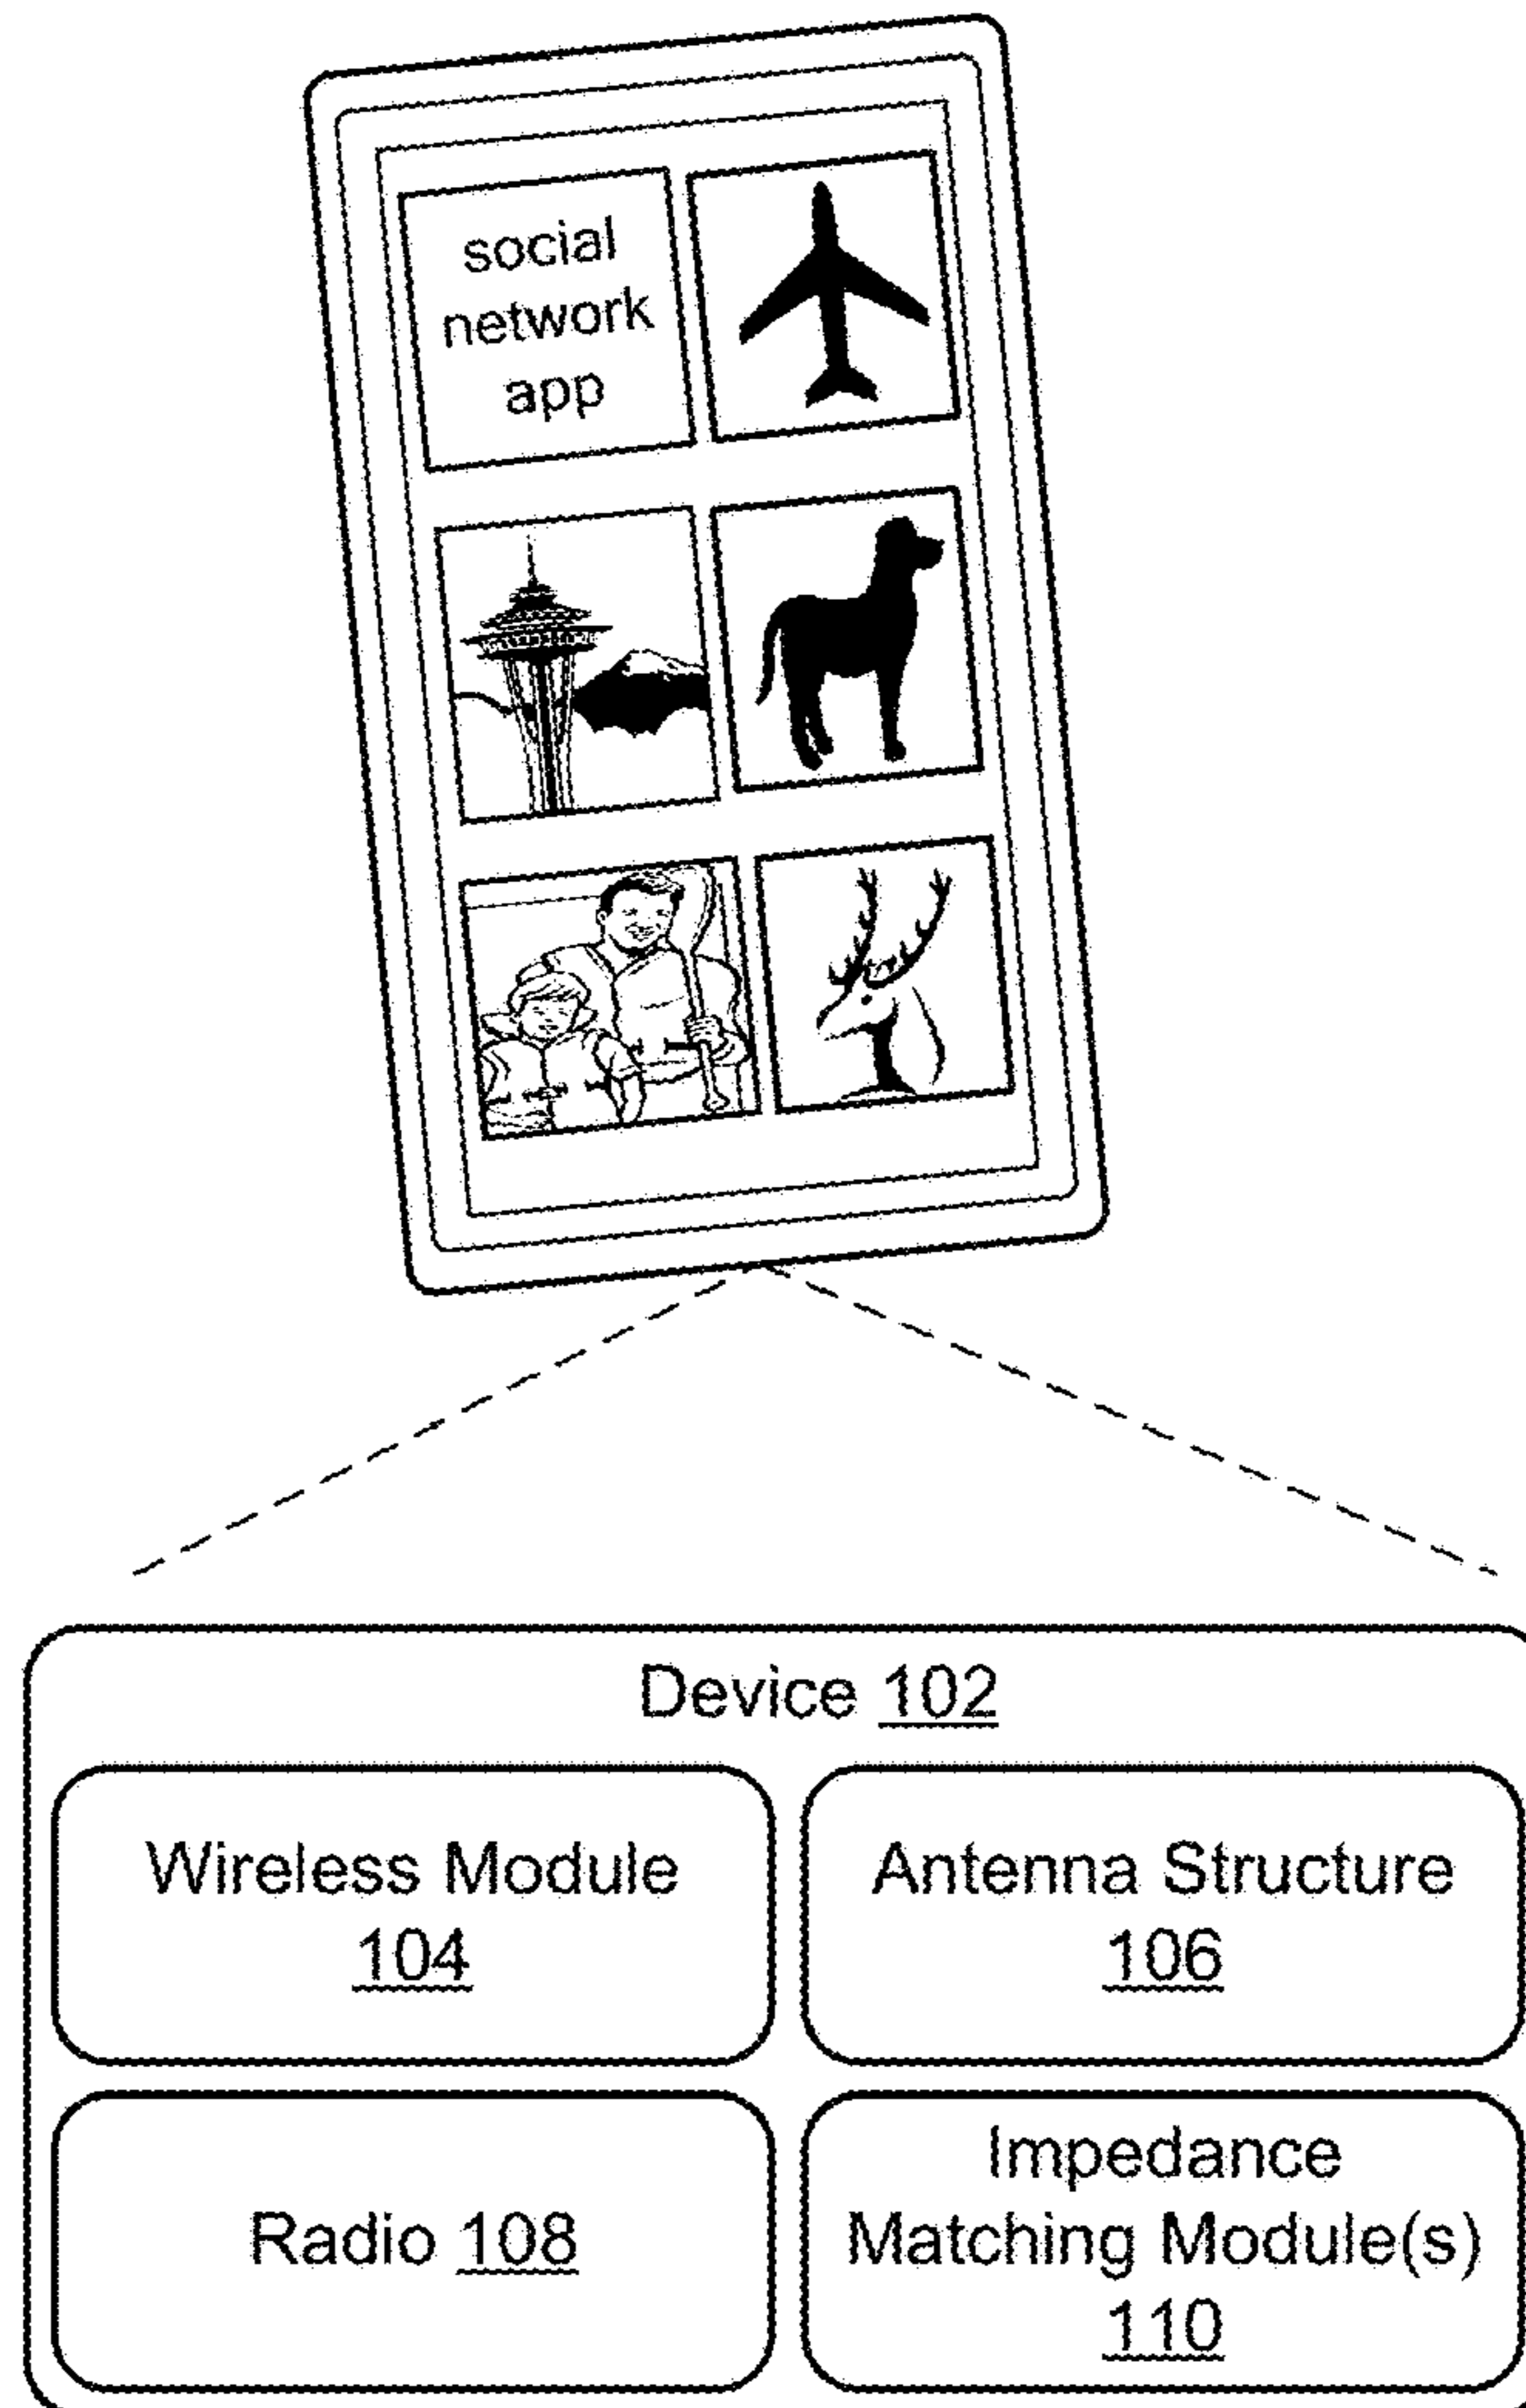 social
network
app
Device 102
Wireless Module
104
Antenna Structure
106
Radio 108
Impedance
Matching Module(s)
110